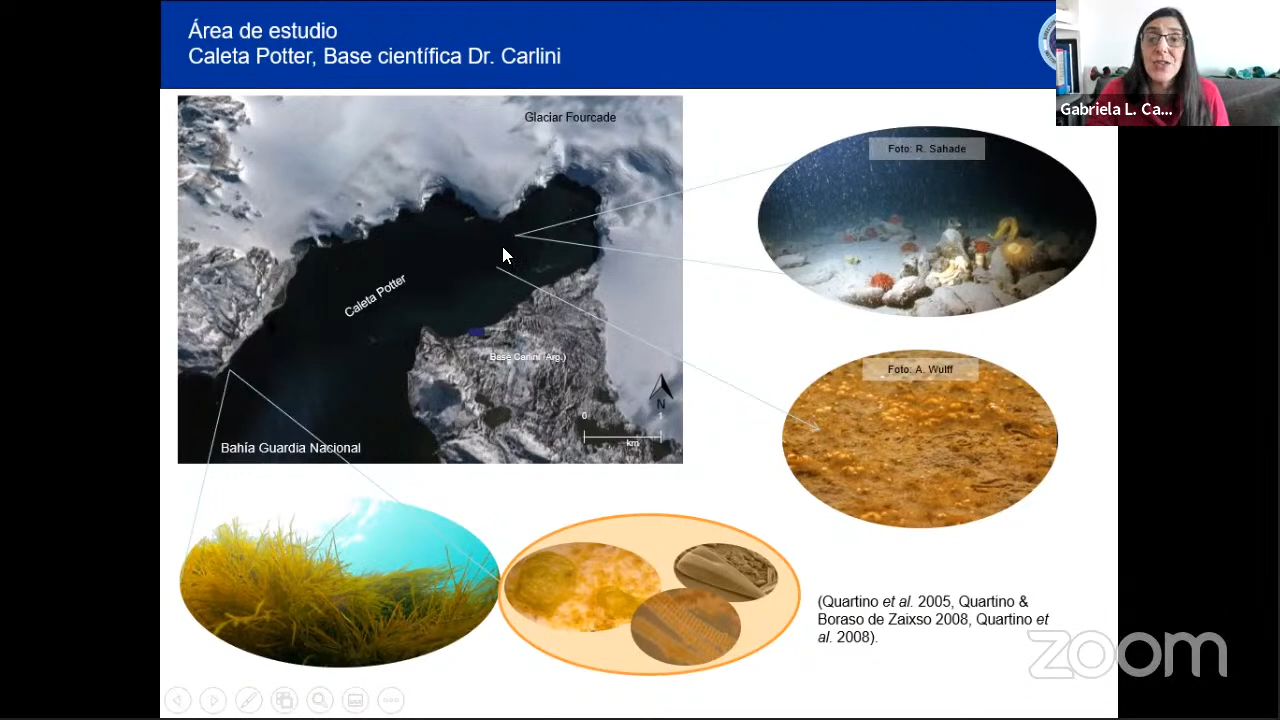 Área de estudio
Caleta Potter, Base científica Dr. Carlini
Gabriela L. Ca...
Glaciar Fourcade
Foto: R. Sahade
Caleta Potter
Base Carlini (Arg.)
Foto: A. Wulff
N
0
1
km
Bahía Guardia Nacional
(Quartino et al. 2005, Quartino &
Boraso de Zaixso 2008, Quartino et
al. 2008).
zoom